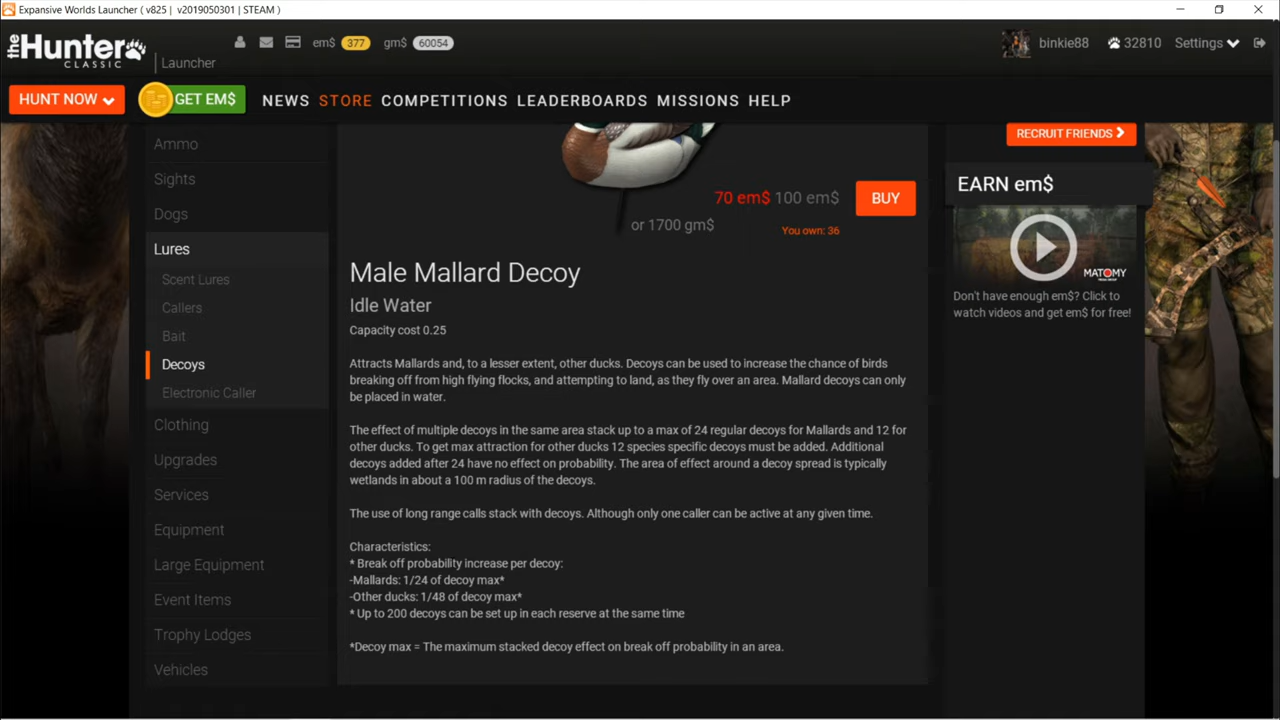 Expansive Worlds Launcher ( v825 | v2019050301 | STEAM )
theHunter CLASSIC
Launcher
em$ 377 gm$ 60054
binkie88 32810 Settings
HUNT NOW GET EM$ NEWS STORE COMPETITIONS LEADERBOARDS MISSIONS HELP
Ammo
Sights
Dogs
Lures
Scent Lures
Callers
Bait
Decoys
Electronic Caller
Clothing
Upgrades
Services
Equipment
Large Equipment
Event Items
Trophy Lodges
Vehicles
70 em$ 100 em$ BUY
or 1700 gm$
You own: 36
Male Mallard Decoy
Idle Water
Capacity cost 0.25
Attracts Mallards and, to a lesser extent, other ducks. Decoys can be used to increase the chance of birds
breaking off from high flying flocks, and attempting to land, as they fly over an area. Mallard decoys can only
be placed in water.
The effect of multiple decoys in the same area stack up to a max of 24 regular decoys for Mallards and 12 for
other ducks. To get max attraction for other ducks 12 species specific decoys must be added. Additional
decoys added after 24 have no effect on probability. The area of effect around a decoy spread is typically
wetlands in about a 100 m radius of the decoys.
The use of long range calls stack with decoys. Although only one caller can be active at any given time.
Characteristics:
* Break off probability increase per decoy:
-Mallards: 1/24 of decoy max*
-Other ducks: 1/48 of decoy max*
* Up to 200 decoys can be set up in each reserve at the same time
*Decoy max = The maximum stacked decoy effect on break off probability in an area.
RECRUIT FRIENDS
EARN em$
MATOMY
Don't have enough em$? Click to
watch videos and get em$ for free!